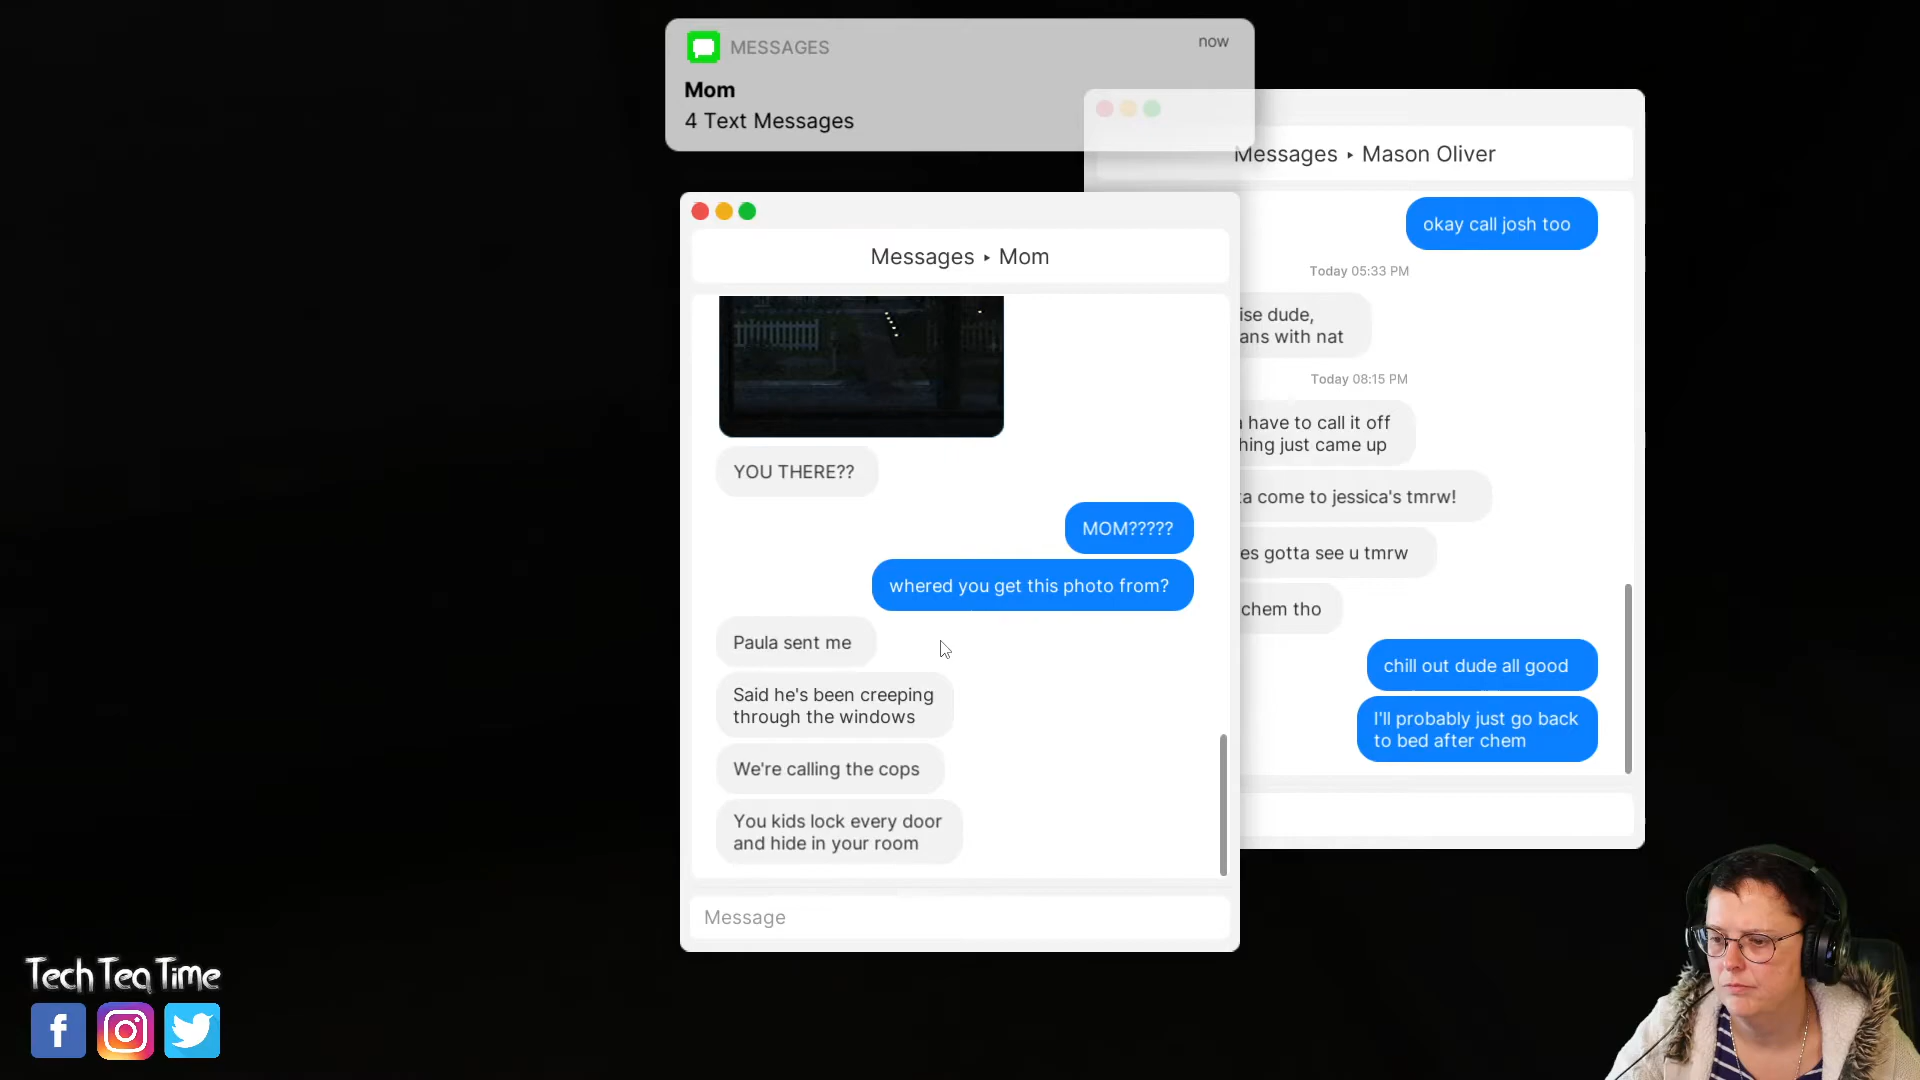 MESSAGES
now
Mom
4 Text Messages
Messages ▸ Mason Oliver
okay call josh too
Today 05:33 PM
dude,
with nat
Today 08:15 PM
have to call it off
just came up
come to jessica's tmrw!
gotta see u tmrw
chem tho
chill out dude all good
I'll probably just go back
to bed after chem
Messages ▸ Mom
YOU THERE??
MOM?????
whered you get this photo from?
Paula sent me
Said he's been creeping
through the windows
We're calling the cops
You kids lock every door
and hide in your room
Message
Tech Tea Time